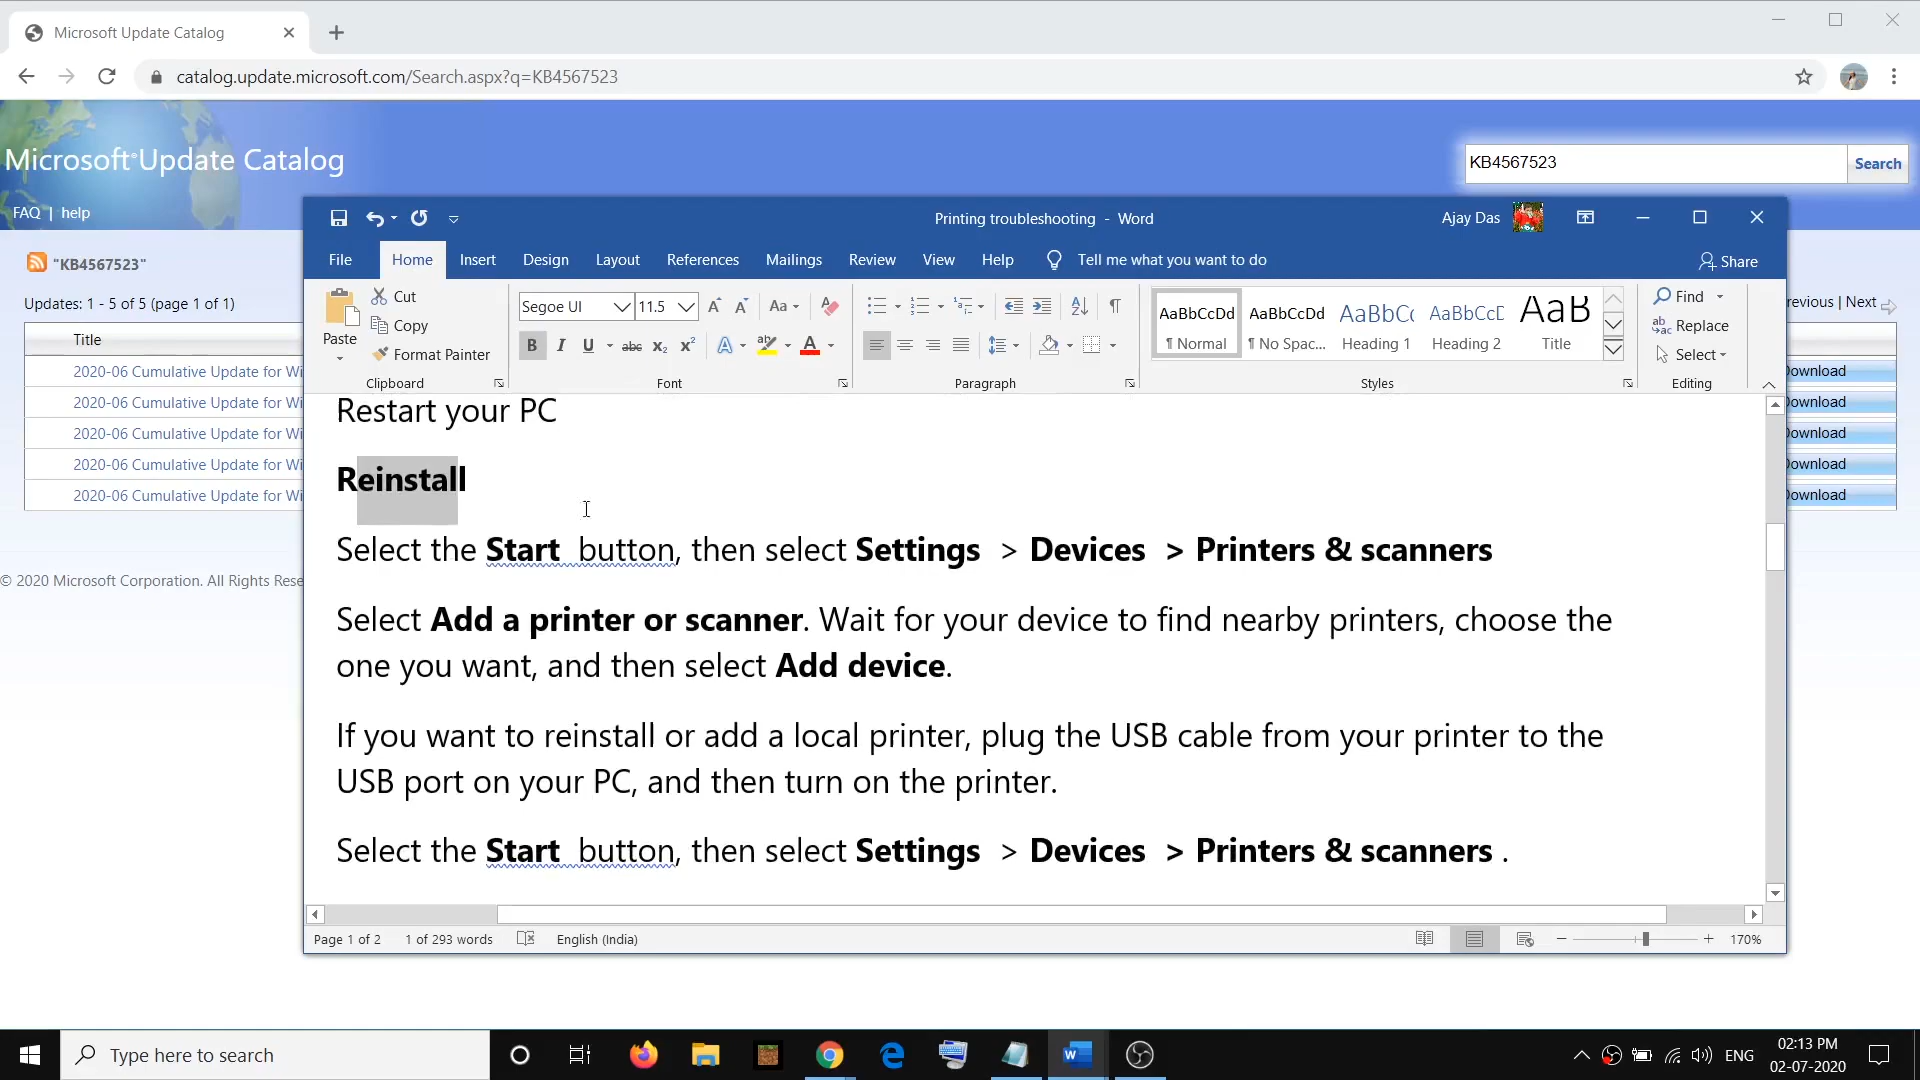 Microsoft Update Catalog
catalog.update.microsoft.com/Search.aspx?q=KB4567523
Microsoft®Update Catalog
KB4567523
Search
FAQ | help
"KB4567523"
Updates: 1 - 5 of 5 (page 1 of 1)
revious | Next
Title
2020-06 Cumulative Update for Wi
Download
2020-06 Cumulative Update for Wi
Download
2020-06 Cumulative Update for Wi
Download
2020-06 Cumulative Update for Wi
Download
2020-06 Cumulative Update for Wi
Download
© 2020 Microsoft Corporation. All Rights Rese
Printing troubleshooting - Word
Ajay Das
File Home Insert Design Layout References Mailings Review View Help Tell me what you want to do
Share
Paste
Cut
Copy
Format Painter
Clipboard
Segoe UI
11.5
Font
Paragraph
AaBbCcDd AaBbCcDd AaBbC AaBbCcD AaB
¶ Normal ¶ No Spac... Heading 1 Heading 2 Title
Styles
Find
Replace
Select
Editing
Restart your PC
Reinstall
Select the Start button, then select Settings > Devices > Printers & scanners
Select Add a printer or scanner. Wait for your device to find nearby printers, choose the
one you want, and then select Add device.
If you want to reinstall or add a local printer, plug the USB cable from your printer to the
USB port on your PC, and then turn on the printer.
Select the Start button, then select Settings > Devices > Printers & scanners .
Page 1 of 2 1 of 293 words English (India)
170%
Type here to search
ENG
02:13 PM
02-07-2020